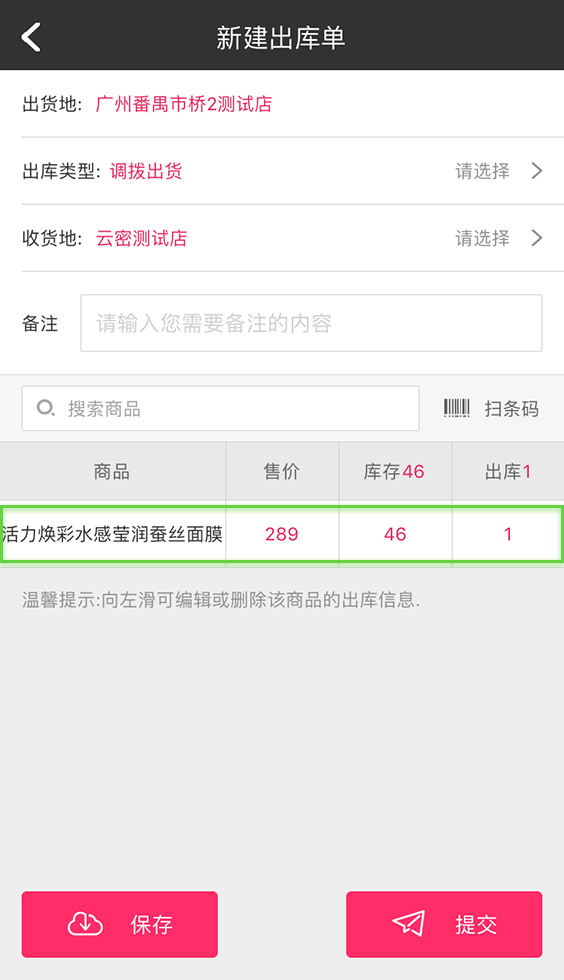 新建出库单
出货地: 广州番禺市桥2测试店
出库类型: 调拨出货 请选择
收货地: 云密测试店 请选择
备注 请输入您需要备注的内容
搜索商品 扫条码
商品 售价 库存46 出库1
活力焕彩水感莹润蚕丝面膜 289 46 1
温馨提示:向左滑可编辑或删除该商品的出库信息.
保存 提交